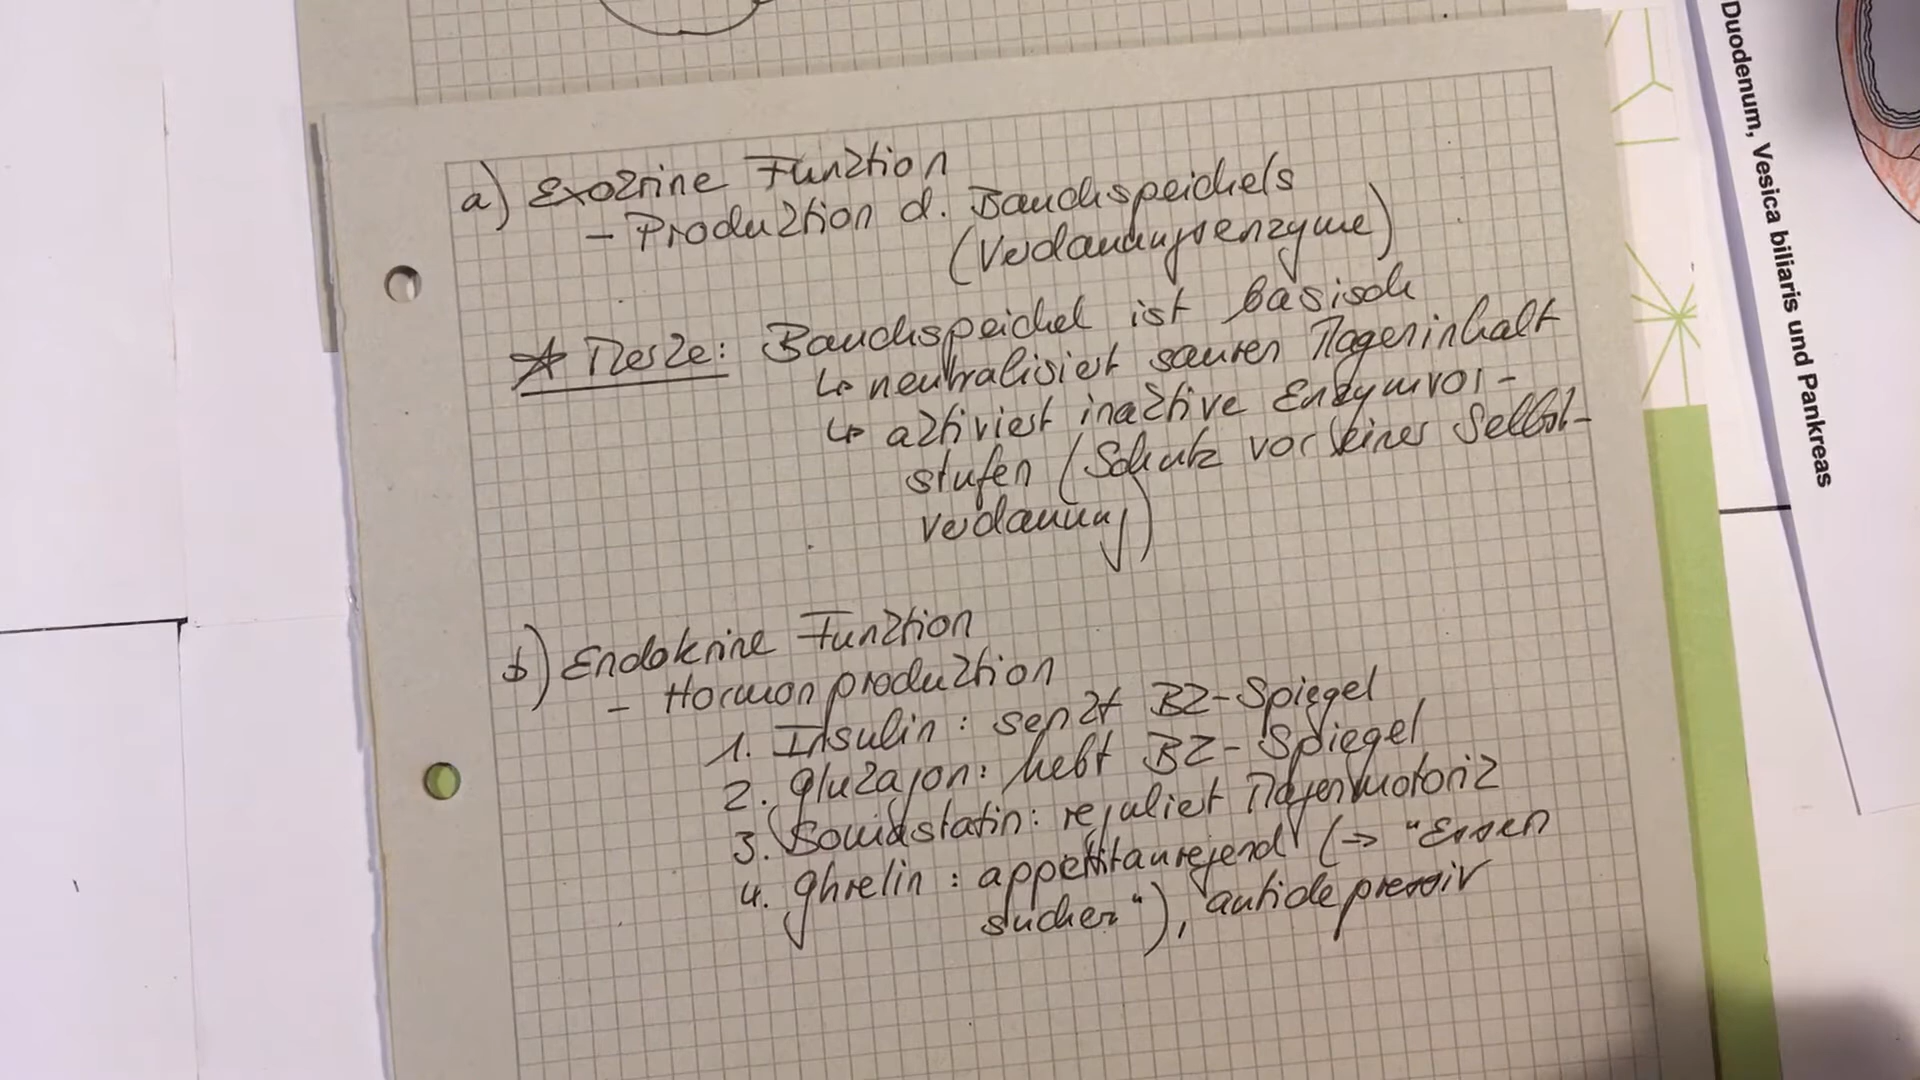 a) Exokrine Funktion
- Produktion d. Bauchspeichels
(Verdauungsenzyme)
* Merke: Bauchspeichel ist basisch
↳ neutralisiert sauren Mageninhalt
↳ aktiviert inaktive Enzymvor-
stufen (Schutz vor einer Selbst-
verdauung)
b) Endokrine Funktion
- Hormonproduktion
1. Insulin: senkt BZ-Spiegel
2. Glukagon: hebt BZ-Spiegel
3. Somatostatin: reguliert Magenmotorik
4. Ghrelin: appetitanregend (→ "Essen
suchen"), antidepressiv
Duodenum, Vesica biliaris und Pankreas